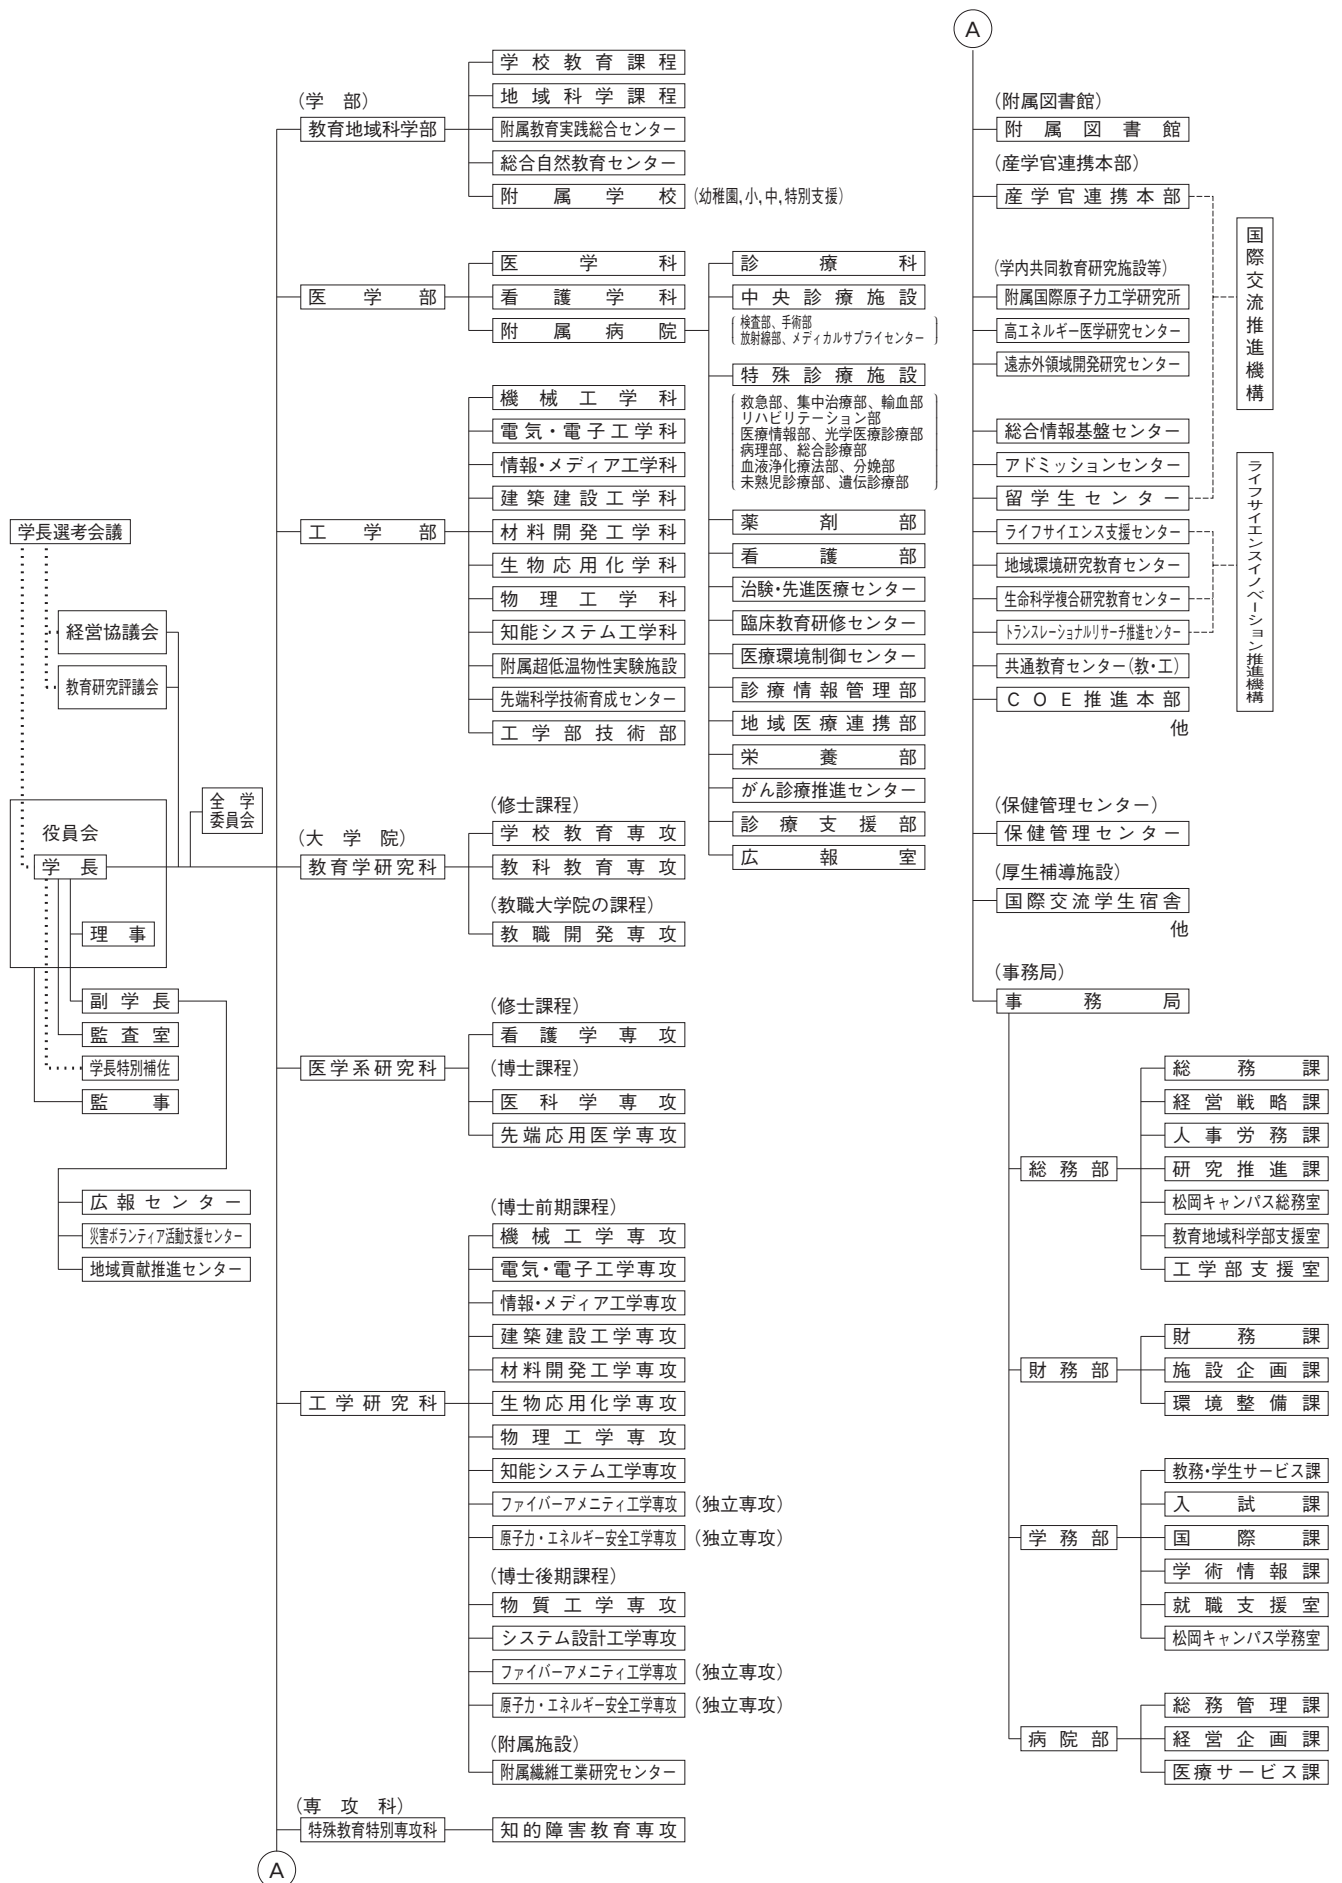 学長選考会議
経営協議会
教育研究評議会
全学
委員会
役員会
学長
理事
副学長
監査室
学長特別補佐
監事
広報センター
災害ボランティア活動支援センター
地域貢献推進センター
(学部)
教育地域科学部
学校教育課程
地域科学課程
附属教育実践総合センター
総合自然教育センター
附属学校 (幼稚園,小,中,特別支援)
医学部
医学科
看護学科
附属病院
診療科
中央診療施設
検査部、手術部
放射線部、メディカルサプライセンター
特殊診療施設
救急部、集中治療部、輸血部
リハビリテーション部
医療情報部、光学医療診療部
病理部、総合診療部
血液浄化療法部、分娩部
未熟児診療部、遺伝診療部
薬剤部
看護部
治験・先進医療センター
臨床教育研修センター
医療環境制御センター
診療情報管理部
地域医療連携部
栄養部
がん診療推進センター
診療支援部
広報室
工学部
機械工学科
電気・電子工学科
情報・メディア工学科
建築建設工学科
材料開発工学科
生物応用化学科
物理工学科
知能システム工学科
附属超低温物性実験施設
先端科学技術育成センター
工学部技術部
(大学院)
教育学研究科
(修士課程)
学校教育専攻
教科教育専攻
(教職大学院の課程)
教職開発専攻
医学系研究科
(修士課程)
看護学専攻
(博士課程)
医科学専攻
先端応用医学専攻
工学研究科
(博士前期課程)
機械工学専攻
電気・電子工学専攻
情報・メディア工学専攻
建築建設工学専攻
材料開発工学専攻
生物応用化学専攻
物理工学専攻
知能システム工学専攻
ファイバーアメニティ工学専攻 (独立専攻)
原子力・エネルギー安全工学専攻 (独立専攻)
(博士後期課程)
物質工学専攻
システム設計工学専攻
ファイバーアメニティ工学専攻 (独立専攻)
原子力・エネルギー安全工学専攻 (独立専攻)
(附属施設)
附属繊維工業研究センター
(専攻科)
特殊教育特別専攻科
知的障害教育専攻
A
A
(附属図書館)
附属図書館
(産学官連携本部)
産学官連携本部
(学内共同教育研究施設等)
附属国際原子力工学研究所
高エネルギー医学研究センター
遠赤外領域開発研究センター
総合情報基盤センター
アドミッションセンター
留学生センター
ライフサイエンス支援センター
地域環境研究教育センター
生命科学複合研究教育センター
トランスレーショナルリサーチ推進センター
共通教育センター(教・工)
COE推進本部
他
国際交流推進機構
ライフサイエンスイノベーション推進機構
(保健管理センター)
保健管理センター
(厚生補導施設)
国際交流学生宿舎
他
(事務局)
事務局
総務部
総務課
経営戦略課
人事労務課
研究推進課
松岡キャンパス総務室
教育地域科学部支援室
工学部支援室
財務部
財務課
施設企画課
環境整備課
学務部
教務・学生サービス課
入試課
国際課
学術情報課
就職支援室
松岡キャンパス学務室
病院部
総務管理課
経営企画課
医療サービス課